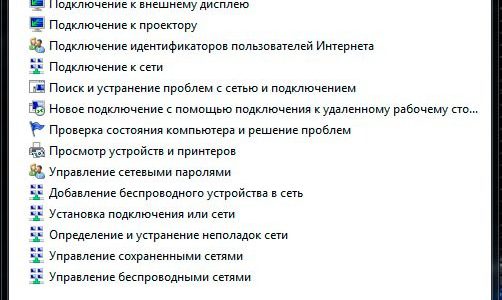 Подключение к внешнему дисплею
Подключение к проектору
Подключение идентификаторов пользователей Интернета
Подключение к сети
Поиск и устранение проблем с сетью и подключением
Новое подключение с помощью подключения к удаленному рабочему сто...
Проверка состояния компьютера и решение проблем
Просмотр устройств и принтеров
Управление сетевыми паролями
Добавление беспроводного устройства в сеть
Установка подключения или сети
Определение и устранение неполадок сети
Управление сохраненными сетями
Управление беспроводными сетями